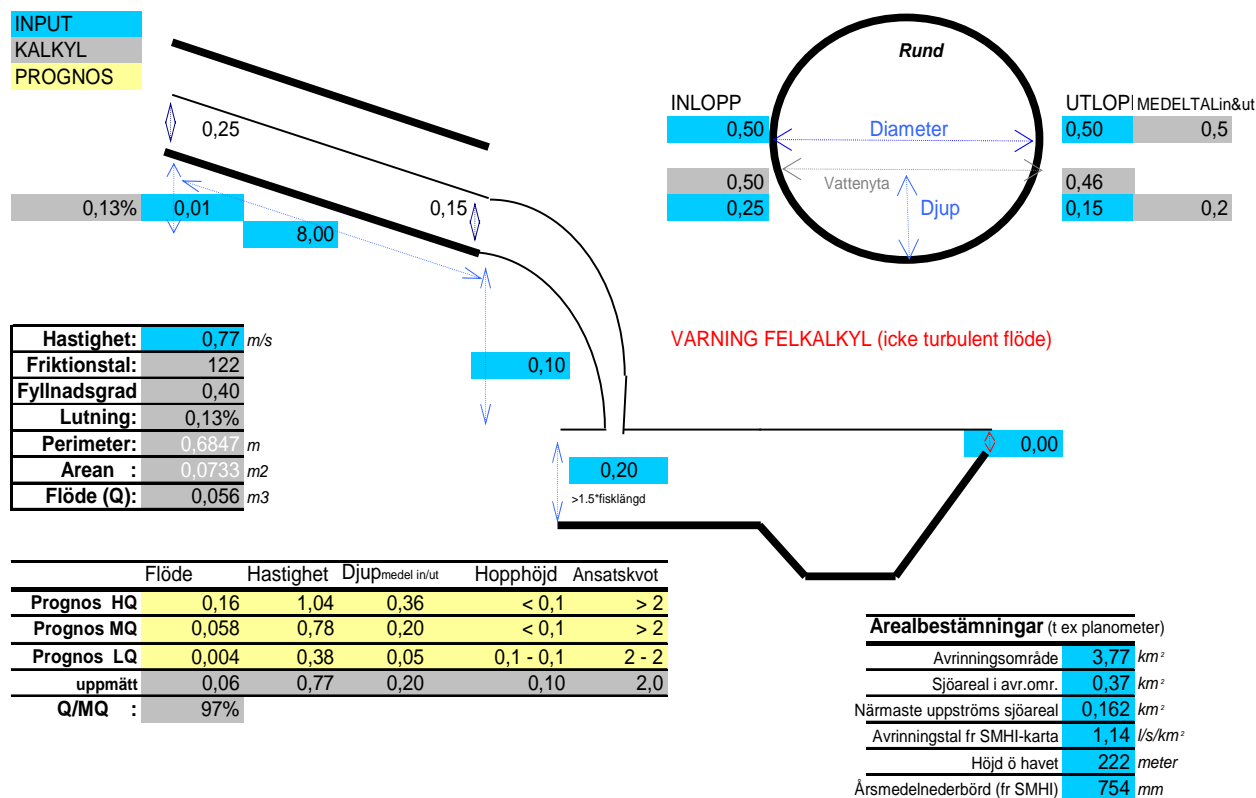 INPUT
KALKYL
PROGNOS
Rund
INLOPP
UTLOPI MEDELTALin&ut
0,50 Diameter 0,50 0,5
0,25
0,50 Vattenyta 0,46
0,13% 0,01 0,15 0,25 Djup 0,15 0,2
8,00
Hastighet: 0,77 m/s
VARNING FELKALKYL (icke turbulent flöde)
Friktionstal: 122
0,10
Fyllnadsgrad 0,40
Lutning: 0,13%
Perimeter: 0,6847 m
0,00
Arean : 0,0733 m2
0,20
Flöde (Q): 0,056 m3
>1.5*fisklängd
Flöde Hastighet Djupmedel in/ut Hopphöjd Ansatskvot
Prognos HQ 0,16 1,04 0,36 < 0,1 > 2
Prognos MQ 0,058 0,78 0,20 < 0,1 > 2
Prognos LQ 0,004 0,38 0,05 0,1 - 0,1 2 - 2
uppmätt 0,06 0,77 0,20 0,10 2,0
Q/MQ : 97%
Arealbestämningar (t ex planometer)
Avrinningsområde 3,77 km²
Sjöareal i avr.omr. 0,37 km²
Närmaste uppströms sjöareal 0,162 km²
Avrinningstal fr SMHI-karta 1,14 l/s/km²
Höjd ö havet 222 meter
Årsmedelnederbörd (fr SMHI) 754 mm